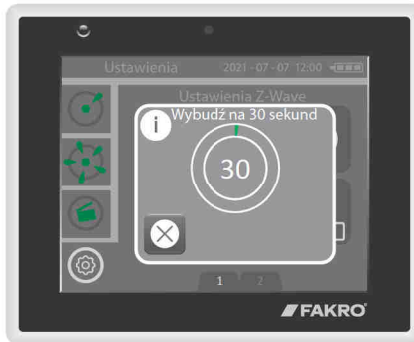 Ustawienia 2021-07-07 12:00
Ustawienia Z-Wave
Wybudź na 30 sekund
i
30
1 2
FAKRO